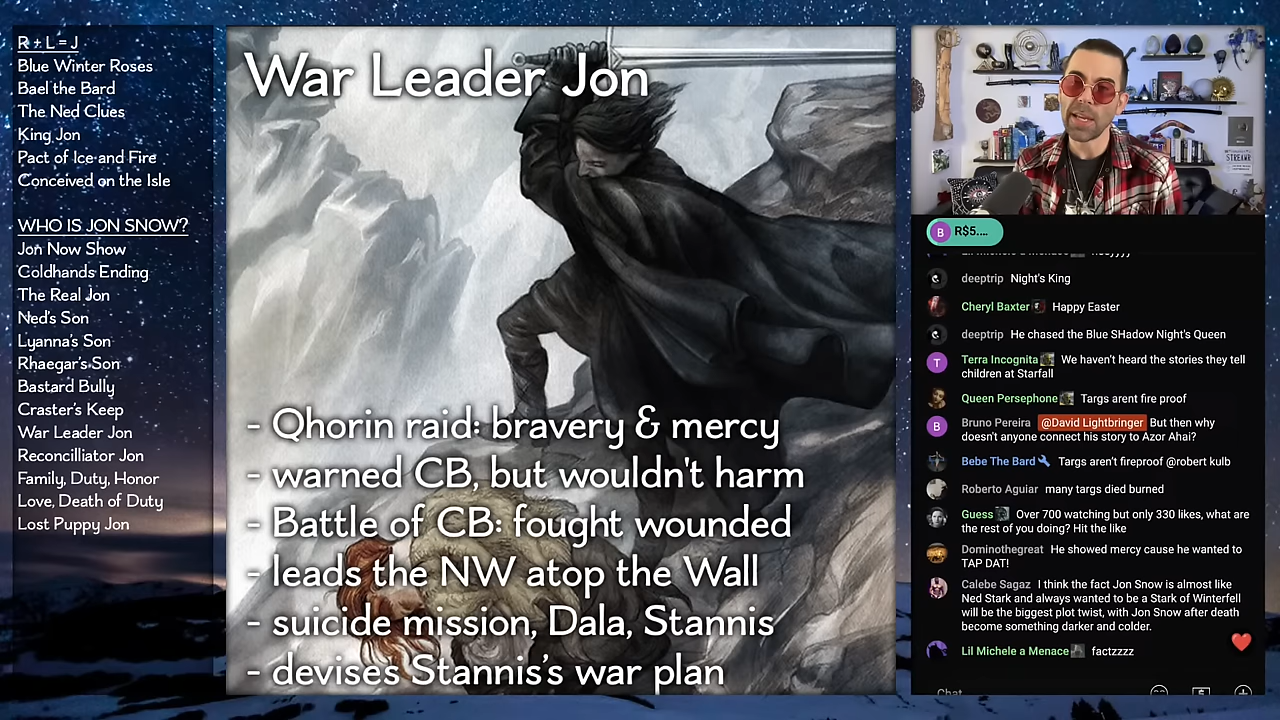 R + L = J
Blue Winter Roses
Bael the Bard
The Ned Clues
King Jon
Pact of Ice and Fire
Conceived on the Isle
WHO IS JON SNOW?
Jon Now Show
Coldhands Ending
The Real Jon
Ned's Son
Lyanna's Son
Rhaegar's Son
Bastard Bully
Craster's Keep
War Leader Jon
Reconcilliator Jon
Family, Duty, Honor
Love, Death of Duty
Lost Puppy Jon
War Leader Jon
- Qhorin raid: bravery & mercy
- warned CB, but wouldn't harm
- Battle of CB: fought wounded
- leads the NW atop the Wall
- suicide mission, Dala, Stannis
- devises Stannis's war plan
STREAMR
B R$5....
deeptrip Night's King
Cheryl Baxter Happy Easter
deeptrip He chased the Blue SHadow Night's Queen
T Terra Incognita We haven't heard the stories they tell
children at Starfall
Queen Persephone Targs arent fire proof
B Bruno Pereira @David Lightbringer But then why
doesn't anyone connect his story to Azor Ahai?
Bebe The Bard Targs aren't fireproof @robert kulb
Roberto Aguiar many targs died burned
Guess Over 700 watching but only 330 likes, what are
the rest of you doing? Hit the like
Dominothegreat He showed mercy cause he wanted to
TAP DAT!
Calebe Sagaz I think the fact Jon Snow is almost like
Ned Stark and always wanted to be a Stark of Winterfell
will be the biggest plot twist, with Jon Snow after death
become something darker and colder.
Lil Michele a Menace factzzzz
Chat